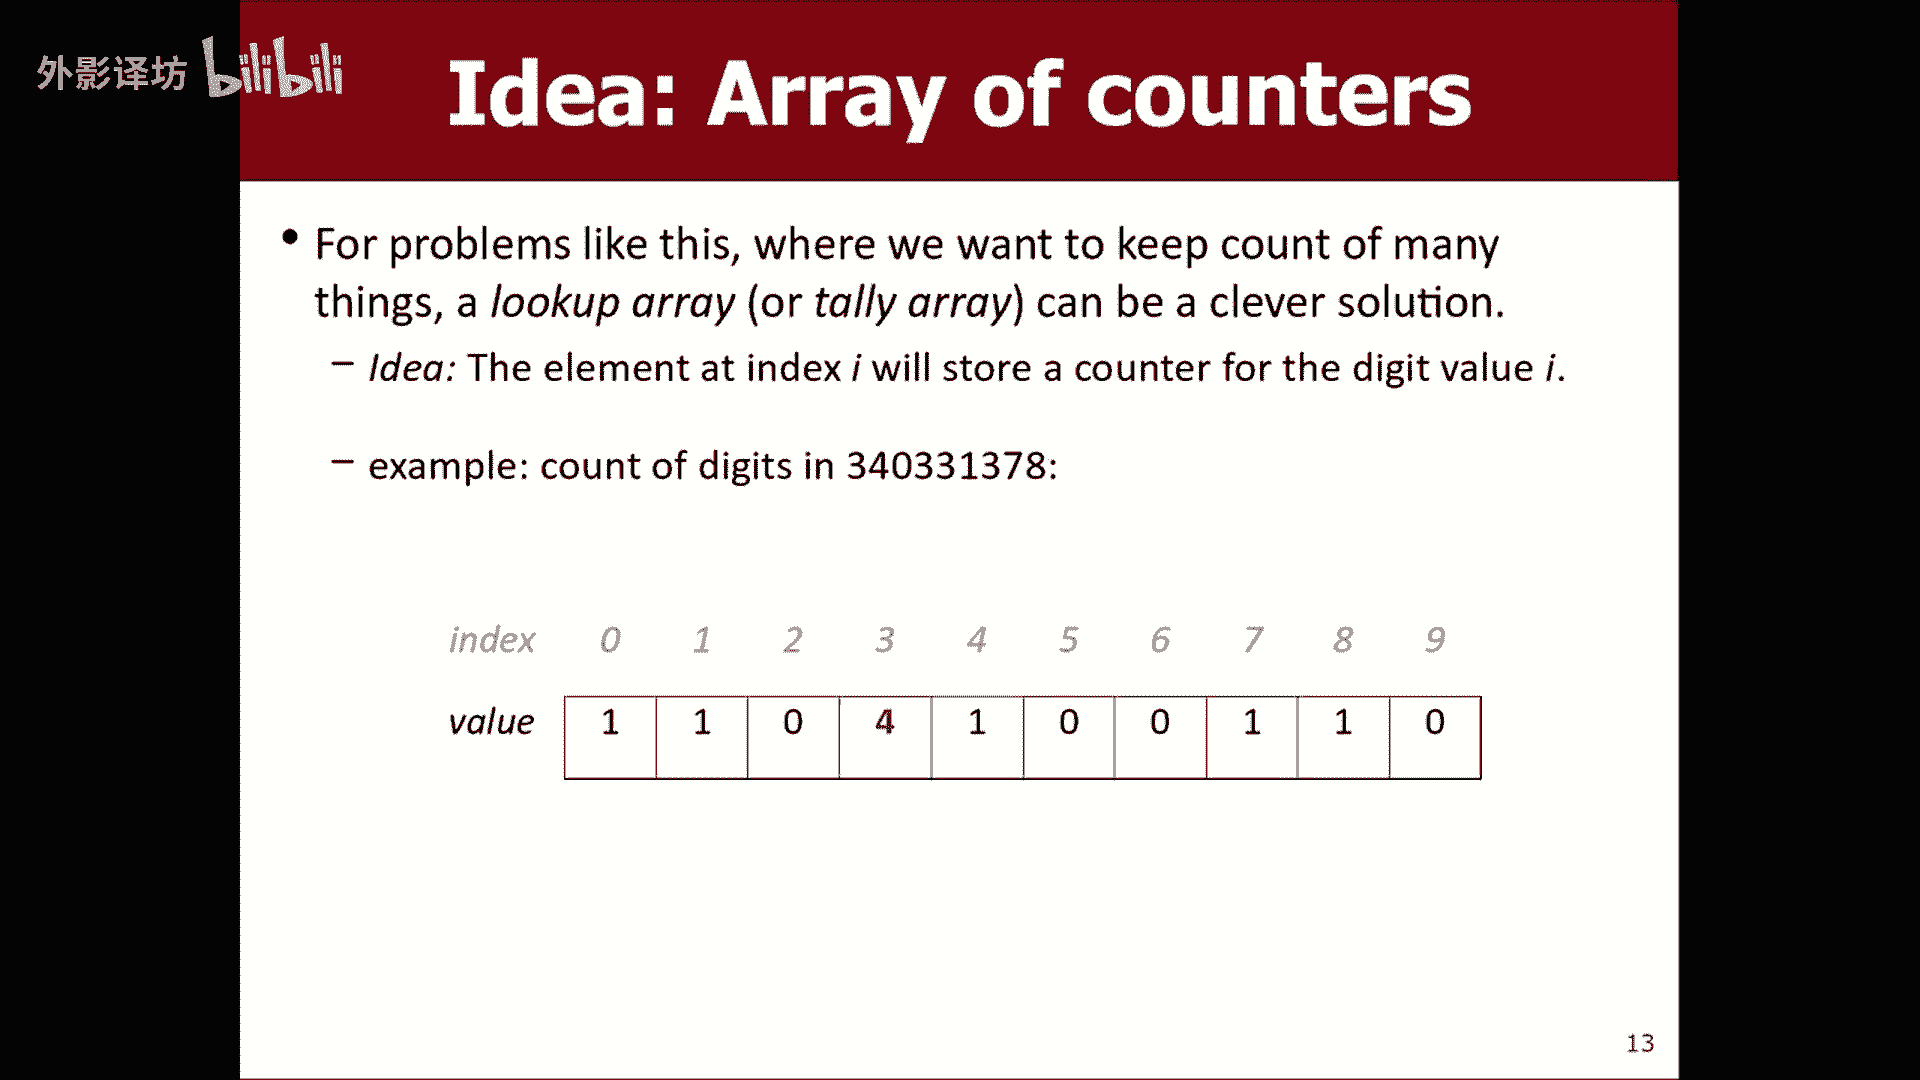 外影译坊 bilibili
Idea: Array of counters
• For problems like this, where we want to keep count of many
things, a lookup array (or tally array) can be a clever solution.
– Idea: The element at index i will store a counter for the digit value i.
– example: count of digits in 340331378:
index 0 1 2 3 4 5 6 7 8 9
value 1 1 0 4 1 0 0 1 1 0
13